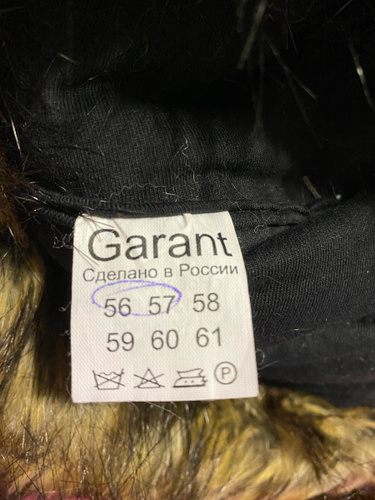 Garant
Сделано в России
56 57 58
59 60 61
P